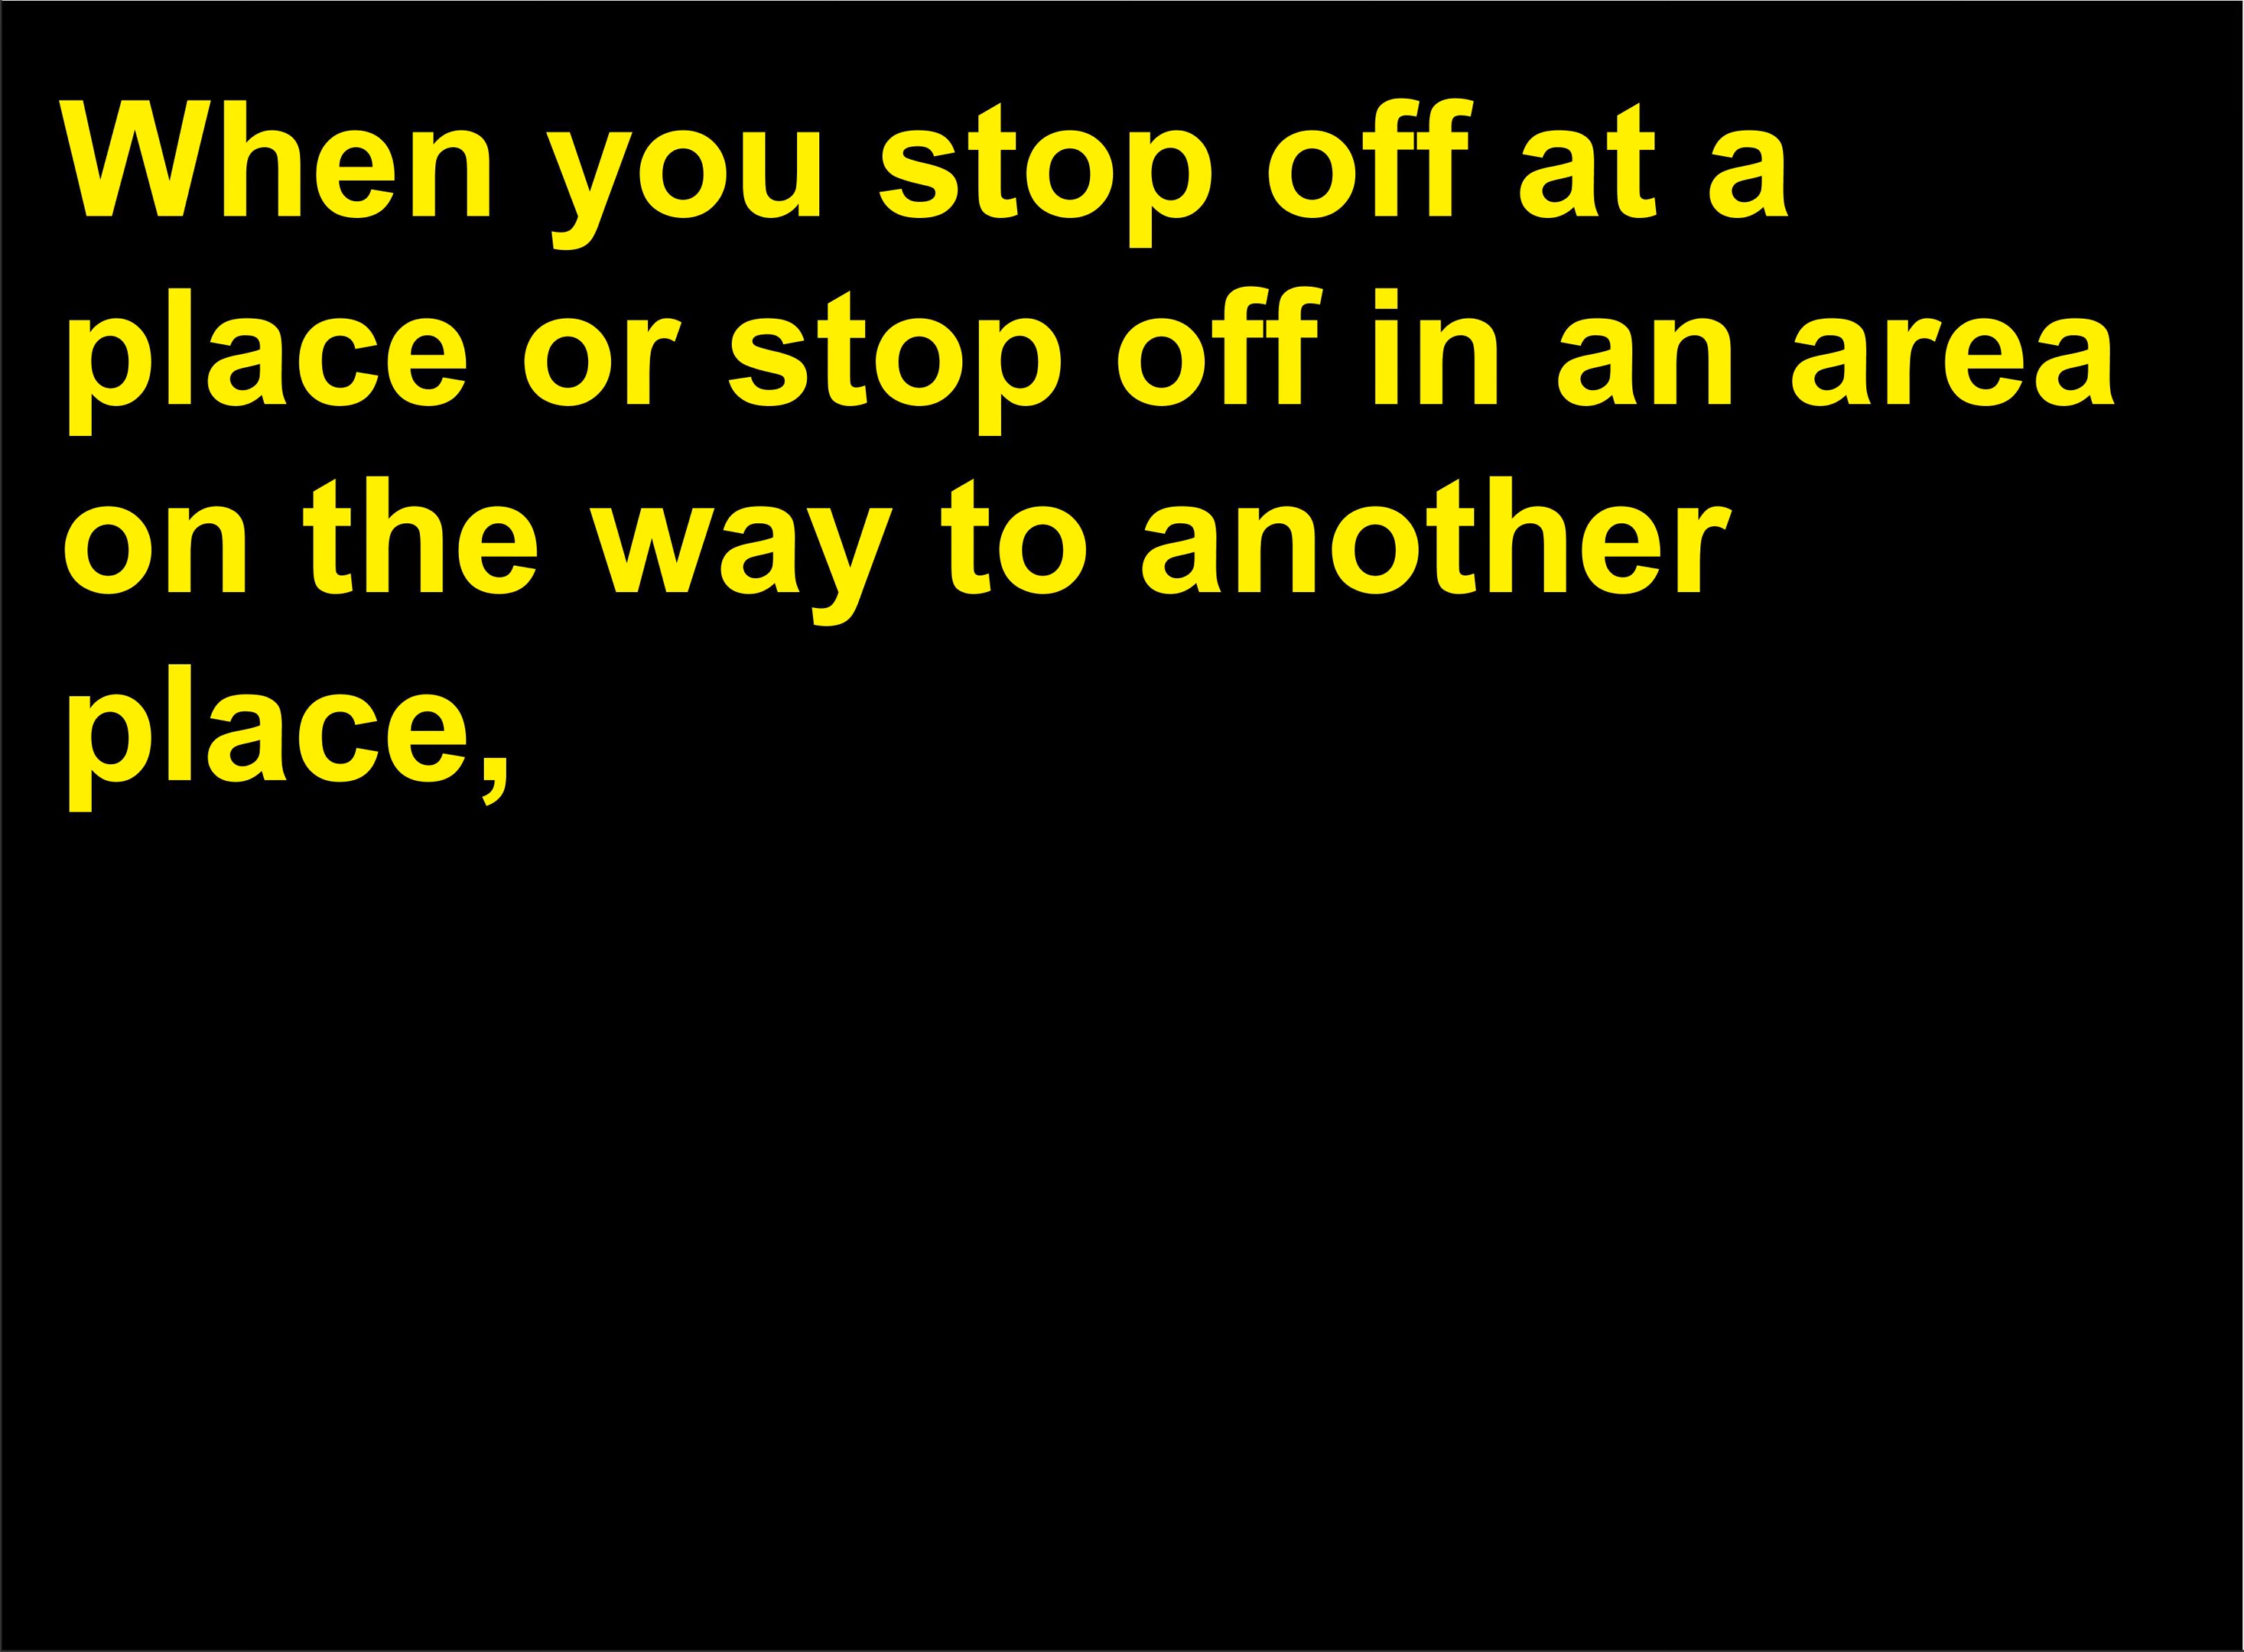 When you stop off at a
place or stop off in an area
on the way to another
place,